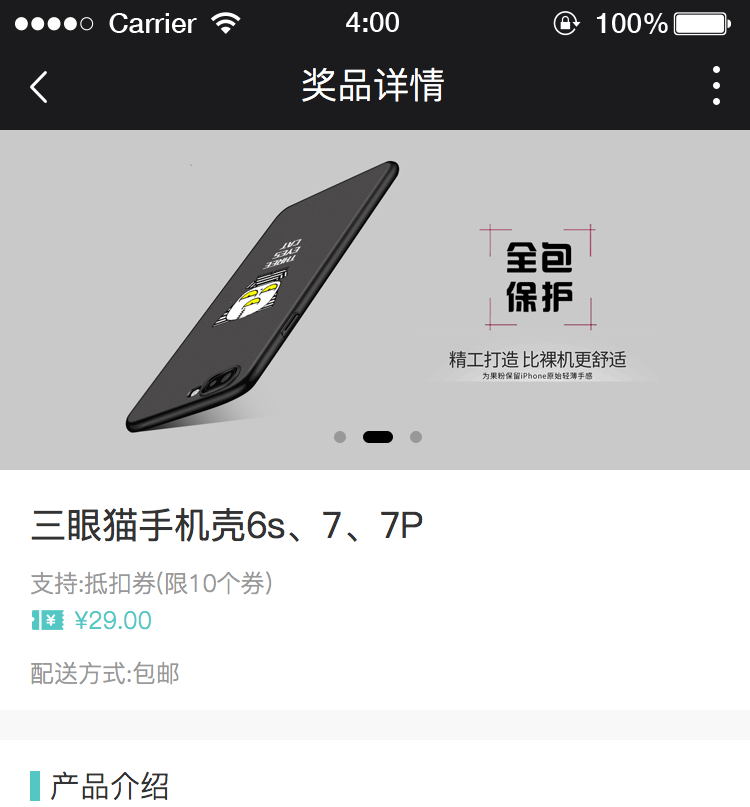 Carrier 4:00 100%
奖品详情
THREE
EYES
CAT
全包
保护
精工打造 比裸机更舒适
为果粉保留iPhone原始轻薄手感
三眼猫手机壳6s、7、7P
支持:抵扣券(限10个券)
¥ ¥29.00
配送方式:包邮
产品介绍